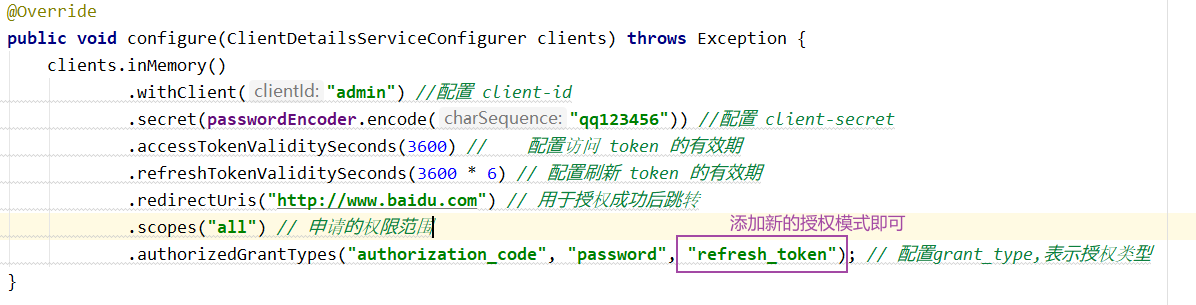 @Override
public void configure(ClientDetailsServiceConfigurer clients) throws Exception {
clients.inMemory()
.withClient( clientId: "admin") //配置 client-id
.secret(passwordEncoder.encode( charSequence: "qq123456")) //配置 client-secret
.accessTokenValiditySeconds(3600) // 配置访问 token 的有效期
.refreshTokenValiditySeconds(3600 * 6) // 配置刷新 token 的有效期
.redirectUris("http://www.baidu.com") // 用于授权成功后跳转
.scopes("all") // 申请的权限范围
添加新的授权模式即可
.authorizedGrantTypes("authorization_code", "password", "refresh_token"); // 配置grant_type,表示授权类型
}